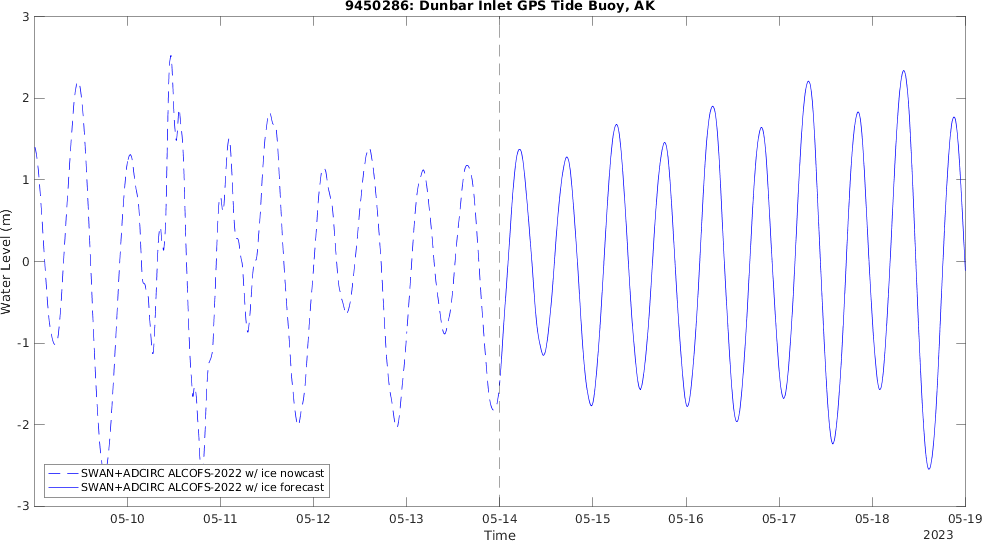 9450286: Dunbar Inlet GPS Tide Buoy, AK
3
2
1
0
-1
-2
-3
Water Level (m)
SWAN+ADCIRC ALCOFS-2022 w/ ice nowcast
SWAN+ADCIRC ALCOFS-2022 w/ ice forecast
05-10 05-11 05-12 05-13 05-14 05-15 05-16 05-17 05-18 05-19
Time
2023